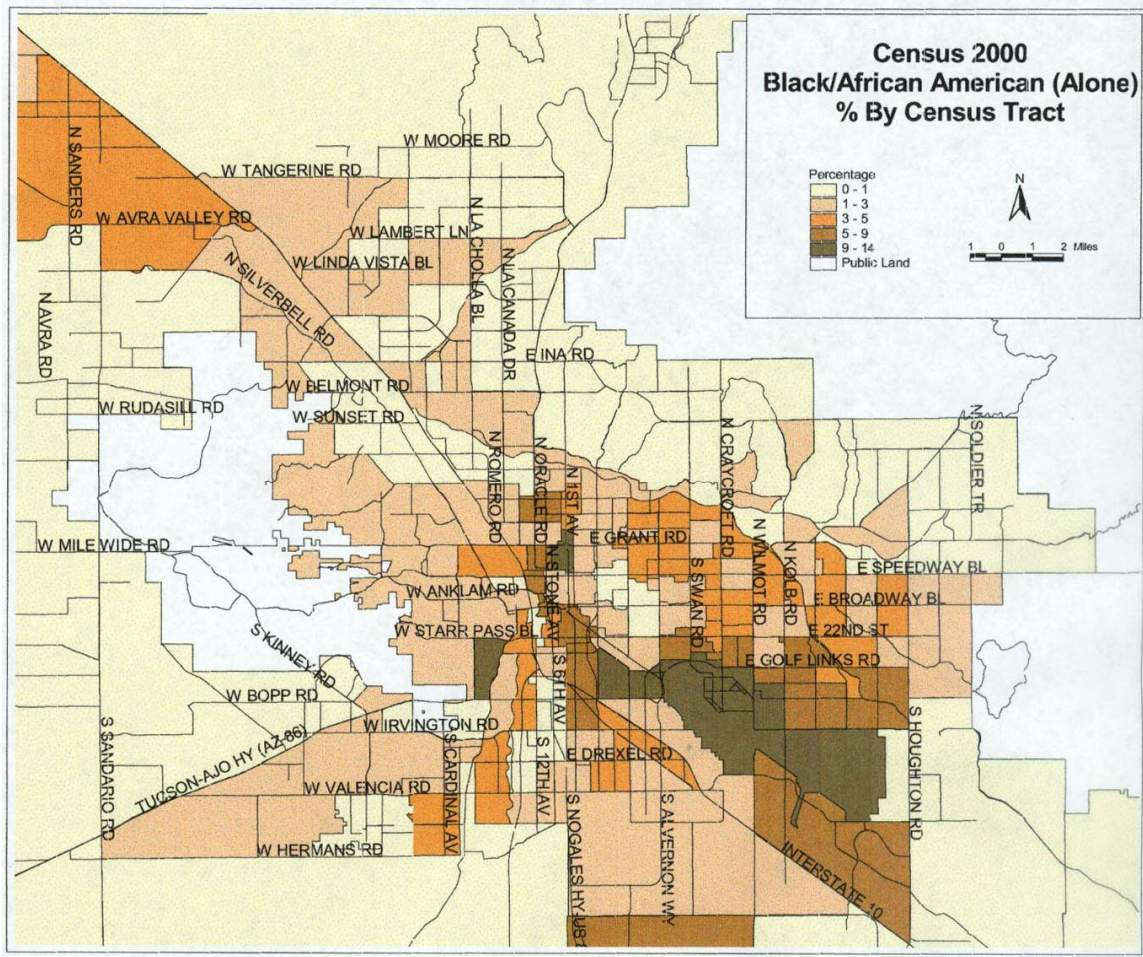 Census 2000
Black/African American (Alone)
% By Census Tract
Percentage
0 - 1
1 - 3
3 - 5
5 - 9
9 - 14
Public Land
N
1 0 1 2 Miles
W MOORE RD
N SANDERS RD
W TANGERINE RD
W AVRA VALLEY RD
N LA CHOLLA BL
W LAMBERT LN
N LA CANADA DR
W LINDA VISTA BL
N SILVERBELL RD
N AVRA RD
E INA RD
W BELMONT RD
W RUDASILL RD
W SUNSET RD
N SOLDIER TR
N CRAYCROFT RD
N ROMERO RD
N ORACLE RD
N 1ST AV
W MILE WIDE RD
E GRANT RD
N WILMOT RD
N KOLB RD
N STONE AV
E SPEEDWAY BL
S SWAN RD
W ANKLAM RD
E BROADWAY BL
W STARR PASS BL
E 22ND ST
S KINNEY RD
E GOLF LINKS RD
S 6TH AV
W BOPP RD
W IRVINGTON RD
S SANDARIO RD
TUCSON-AJO HY (AZ-86)
S CARDINAL AV
S 12TH AV
E DREXEL RD
S HOUGHTON RD
W VALENCIA RD
S NOGALES HY-UB
S ALVERNON WY
W HERMANS RD
INTERSTATE 10